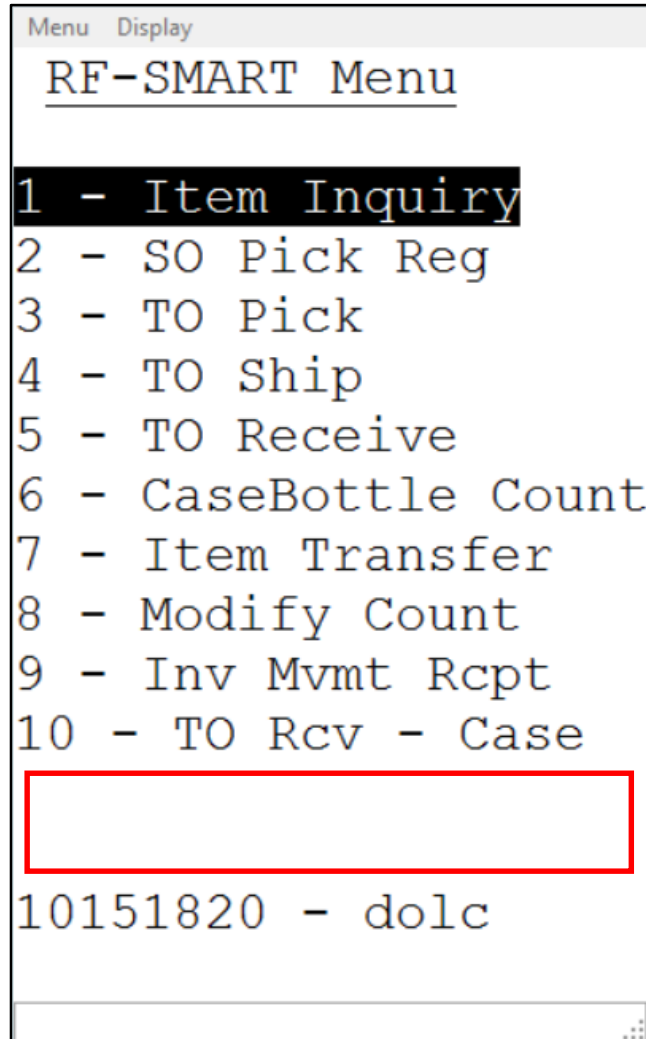 Menu Display
RF-SMART Menu
1 - Item Inquiry
2 - SO Pick Reg
3 - TO Pick
4 - TO Ship
5 - TO Receive
6 - CaseBottle Count
7 - Item Transfer
8 - Modify Count
9 - Inv Mvmt Rcpt
10 - TO Rcv - Case
10151820 - dolc